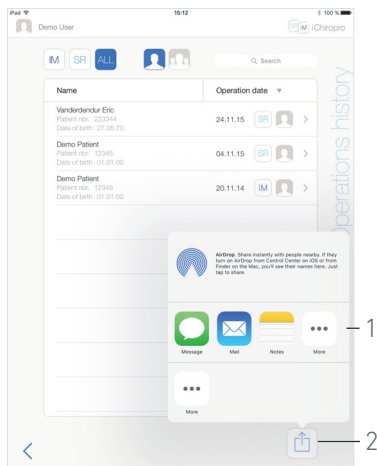 iPad 15:12 100 %
Demo User SR IM iChiropro
IM SR ALL Search
operations history
Name Operation date
Vanderdendur Eric
Patient nbr. 223344 24.11.15 SR
Date of birth 27.06.70
Demo Patient
Patient nbr. 12345 04.11.15 SR
Date of birth 01.01.00
Demo Patient
Patient nbr. 12345 20.11.14 IM
Date of birth 01.01.00
AirDrop. Share instantly with people nearby. If they
turn on AirDrop from Control Center on iOS or from
Finder on the Mac, you'll see their names here. Just
tap to share.
Message Mail Notes More
1
More
2